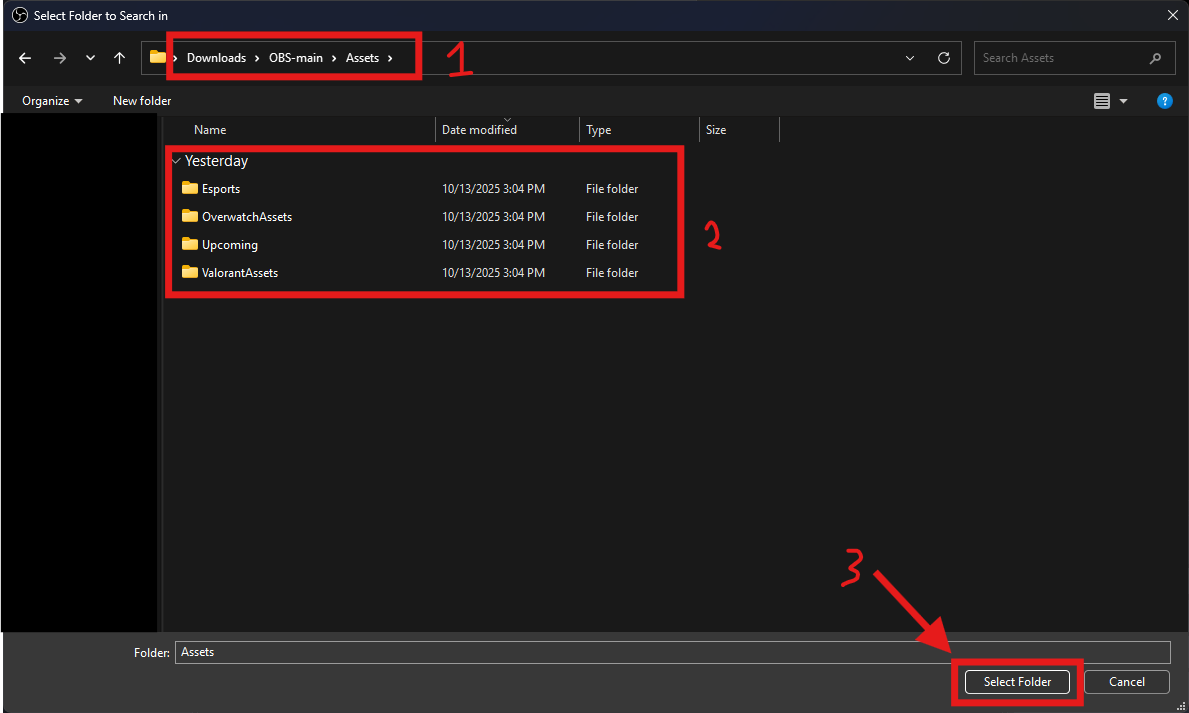 Select Folder to Search in
Downloads > OBS-main > Assets > 1
Search Assets
Organize New folder
?
Name Date modified Type Size
Yesterday
Esports 10/13/2025 3:04 PM File folder
OverwatchAssets 10/13/2025 3:04 PM File folder
2
Upcoming 10/13/2025 3:04 PM File folder
ValorantAssets 10/13/2025 3:04 PM File folder
3
Folder: Assets
Select Folder Cancel